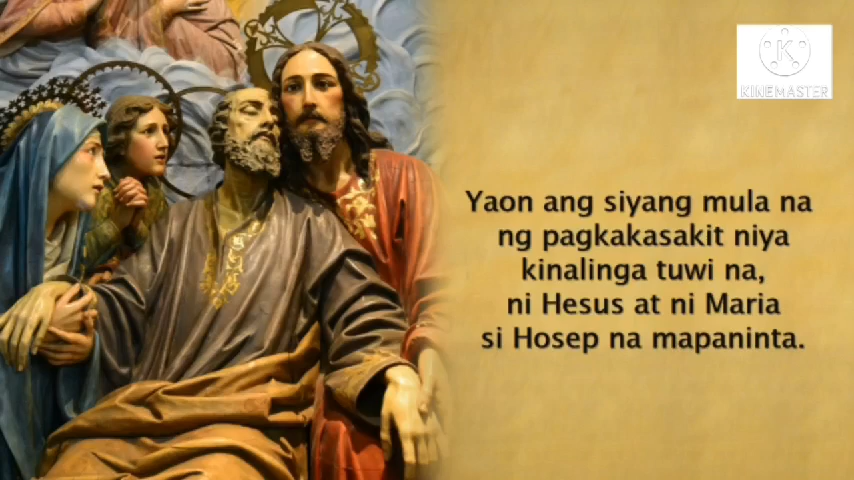 KINEMASTER
Yaon ang siyang mula na
ng pagkakasakit niya
kinalinga tuwi na,
ni Hesus at ni Maria
si Hosep na mapaninta.